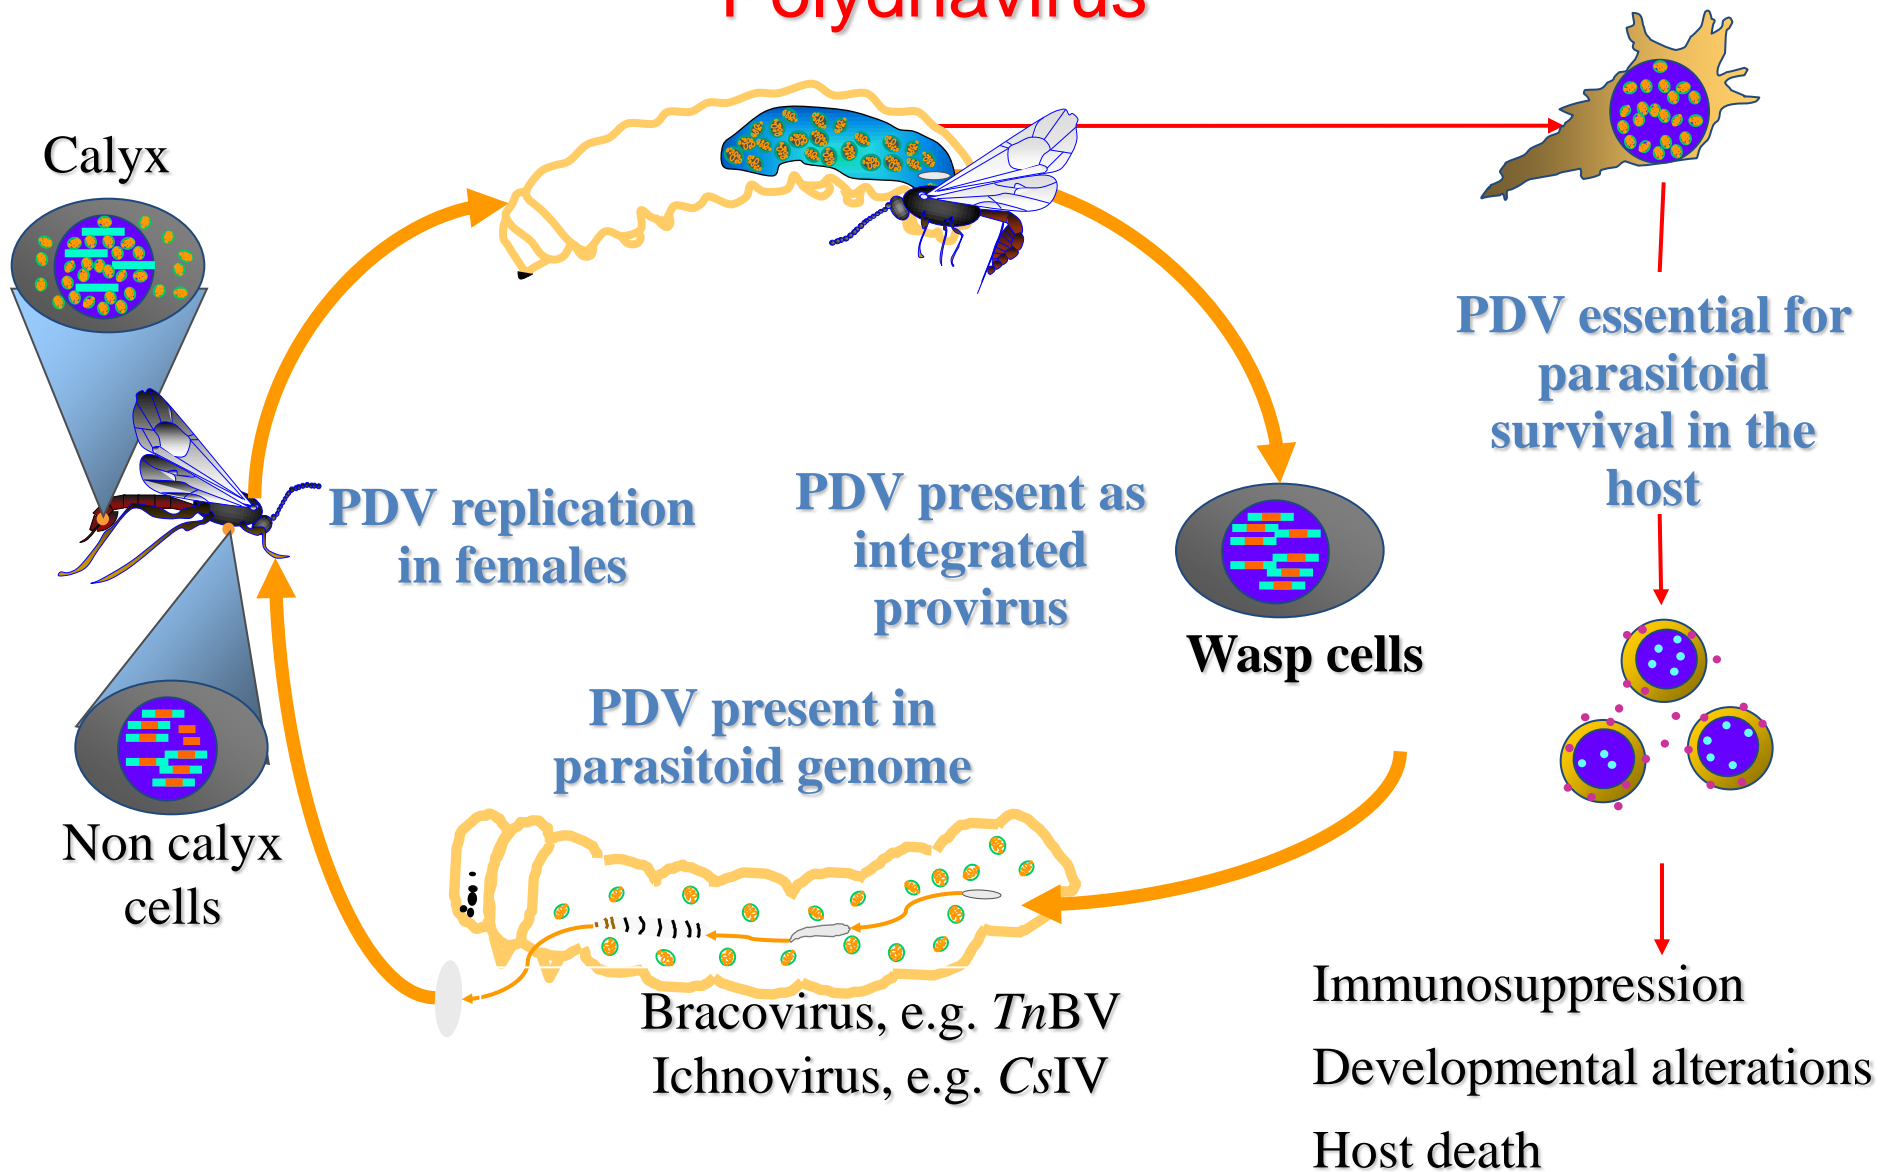 Polydnavirus
Calyx
PDV essential for
parasitoid
survival in the
host
PDV replication
in females
PDV present as
integrated
provirus
Wasp cells
PDV present in
parasitoid genome
Non calyx
cells
Bracovirus, e.g. TnBV
Ichnovirus, e.g. CsIV
Immunosuppression
Developmental alterations
Host death